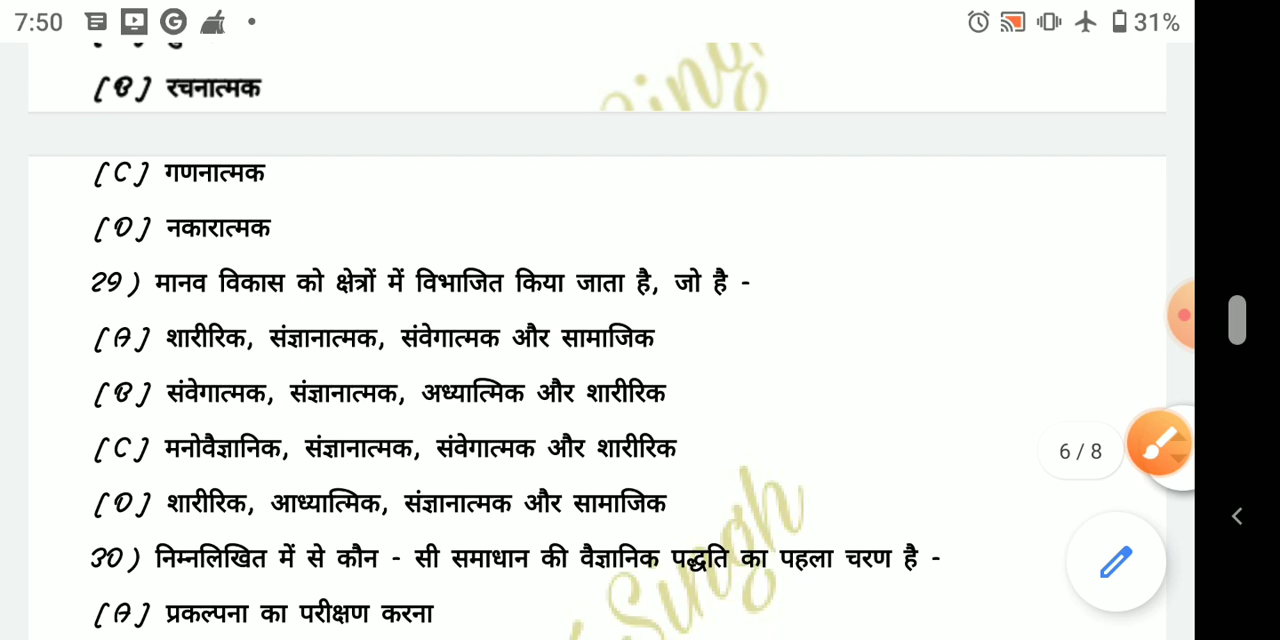 7:50
31%
[B] रचनात्मक
[C] गणनात्मक
[D] नकारात्मक
29) मानव विकास को क्षेत्रों में विभाजित किया जाता है, जो है -
[A] शारीरिक, संज्ञानात्मक, संवेगात्मक और सामाजिक
[B] संवेगात्मक, संज्ञानात्मक, अध्यात्मिक और शारीरिक
[C] मनोवैज्ञानिक, संज्ञानात्मक, संवेगात्मक और शारीरिक
[D] शारीरिक, आध्यात्मिक, संज्ञानात्मक और सामाजिक
6 / 8
30) निम्नलिखित में से कौन - सी समाधान की वैज्ञानिक पद्धति का पहला चरण है -
[A] प्रकल्पना का परीक्षण करना
Singh